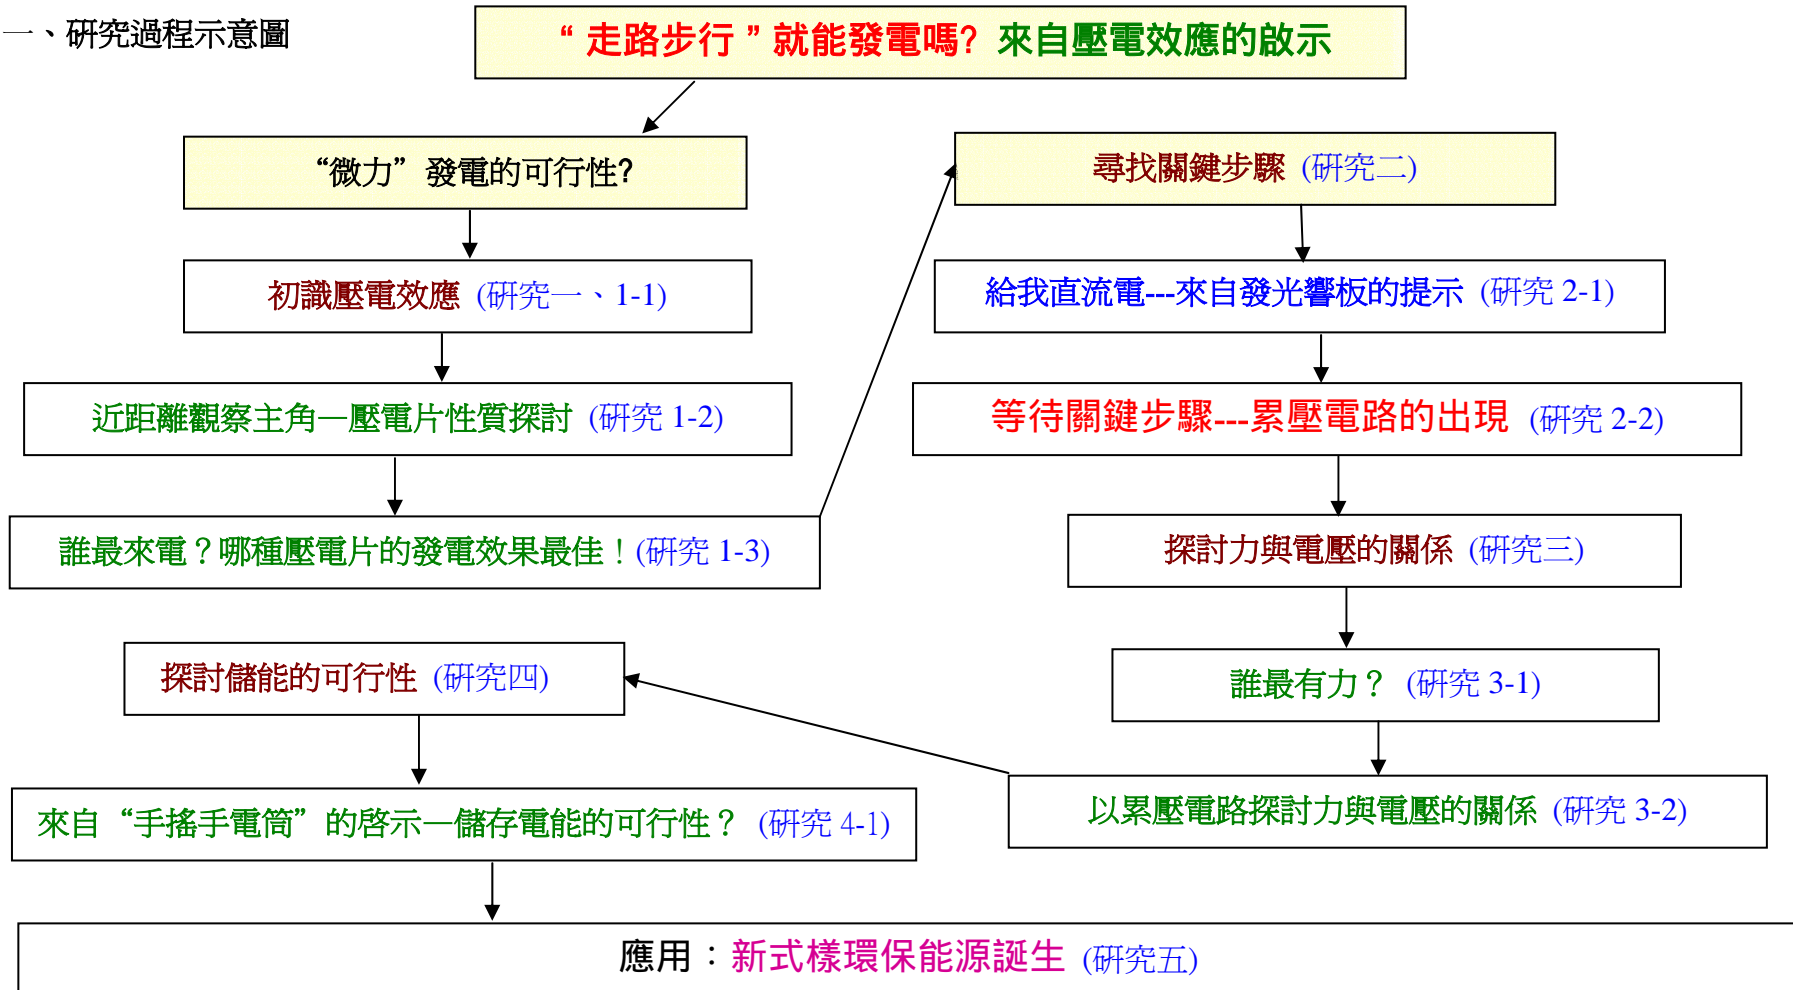 一、研究過程示意圖
“ 走路步行 ” 就能發電嗎? 來自壓電效應的啟示
“微力” 發電的可行性?
初識壓電效應 (研究一、1-1)
近距離觀察主角—壓電片性質探討 (研究 1-2)
誰最來電？哪種壓電片的發電效果最佳！(研究 1-3)
尋找關鍵步驟 (研究二)
給我直流電---來自發光響板的提示 (研究 2-1)
等待關鍵步驟---累壓電路的出現 (研究 2-2)
探討力與電壓的關係 (研究三)
誰最有力？ (研究 3-1)
以累壓電路探討力與電壓的關係 (研究 3-2)
探討儲能的可行性 (研究四)
來自 “手搖手電筒” 的啓示—儲存電能的可行性？ (研究 4-1)
應用：新式樣環保能源誕生 (研究五)